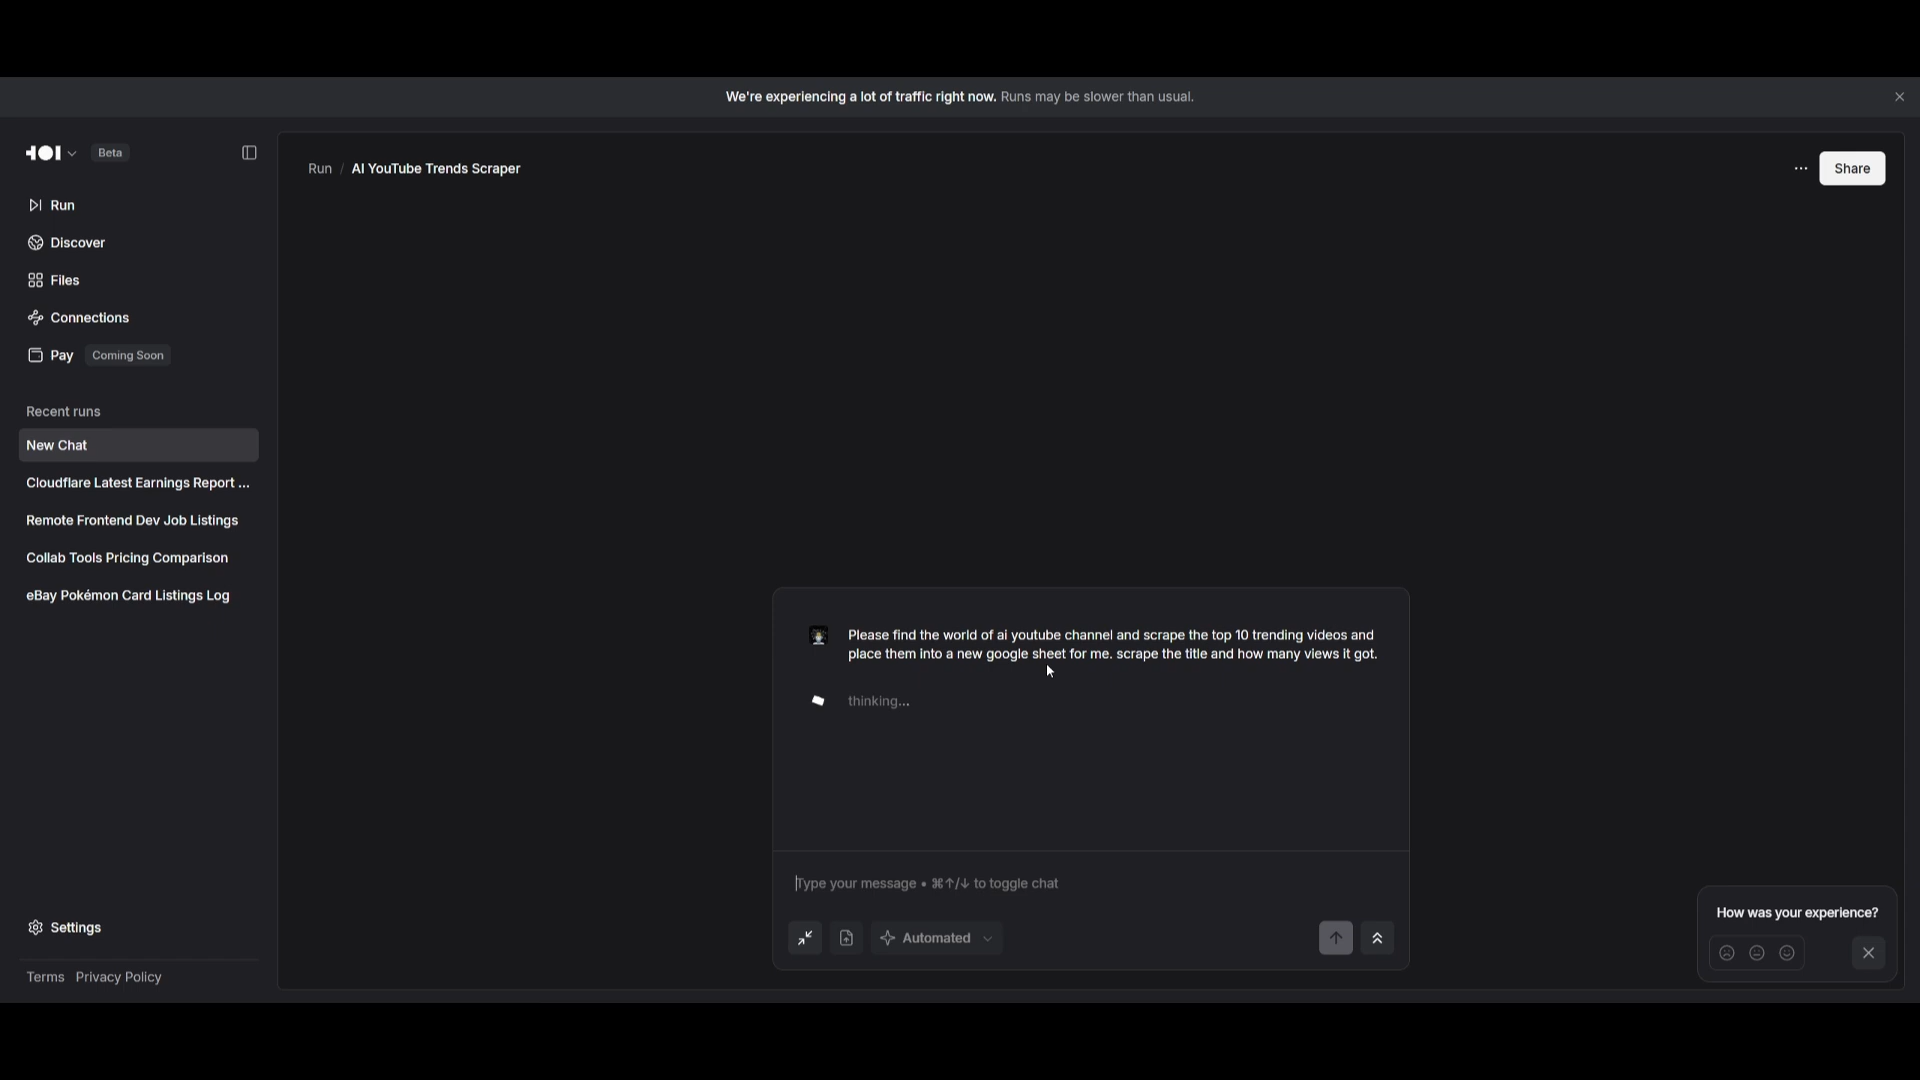 We're experiencing a lot of traffic right now. Runs may be slower than usual.
Beta
Run / AI YouTube Trends Scraper
Share
Run
Discover
Files
Connections
Pay Coming Soon
Recent runs
New Chat
Cloudflare Latest Earnings Report ...
Remote Frontend Dev Job Listings
Collab Tools Pricing Comparison
eBay Pokémon Card Listings Log
Please find the world of ai youtube channel and scrape the top 10 trending videos and
place them into a new google sheet for me. scrape the title and how many views it got.
thinking...
Type your message • ⌘↑/↓ to toggle chat
Automated
How was your experience?
Settings
Terms Privacy Policy